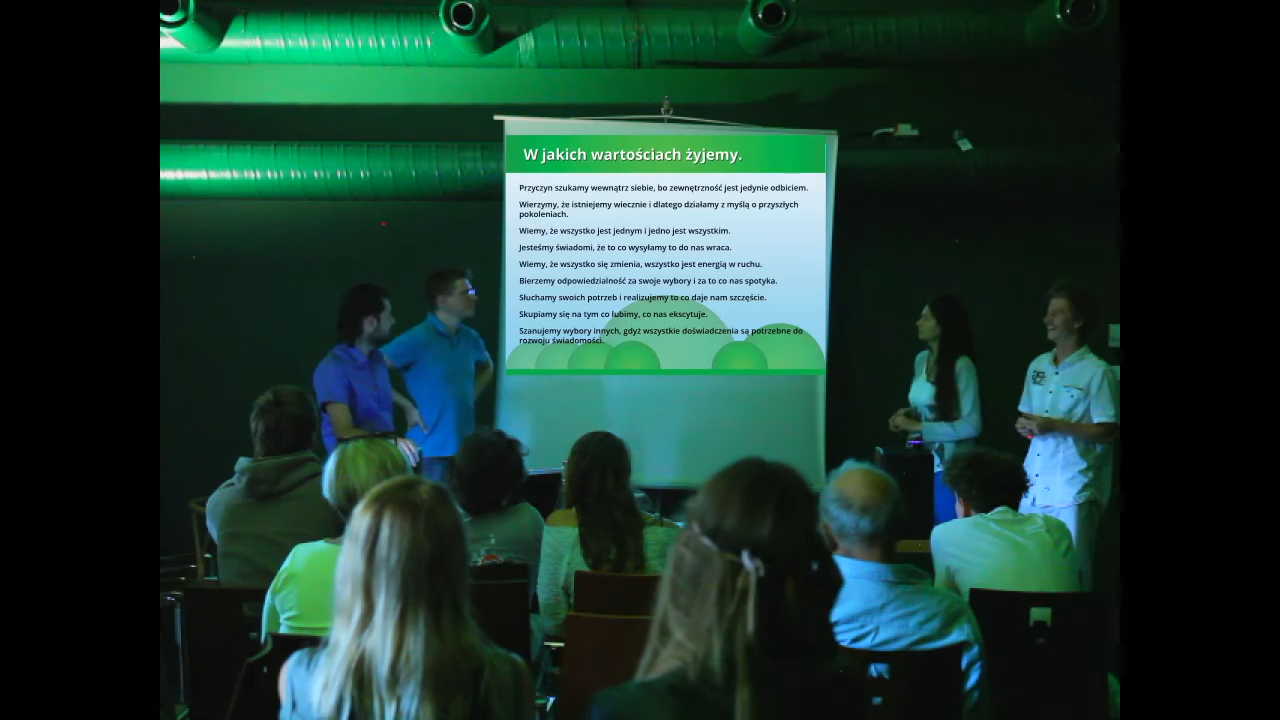 W jakich wartościach żyjemy.
Przyczyn szukamy wewnątrz siebie, bo zewnętrzność jest jedynie odbiciem.
Wierzymy, że istniejemy wiecznie i dlatego działamy z myślą o przyszłych
pokoleniach.
Wiemy, że wszystko jest jednym i jedno jest wszystkim.
Jesteśmy świadomi, że to co wysyłamy to do nas wraca.
Wiemy, że wszystko się zmienia, wszystko jest energią w ruchu.
Bierzemy odpowiedzialność za swoje wybory i za to co nas spotyka.
Słuchamy swoich potrzeb i realizujemy to co daje nam szczęście.
Skupiamy się na tym co lubimy, co nas ekscytuje.
Szanujemy wybory innych, gdyż wszystkie doświadczenia są potrzebne do
rozwoju świadomości.